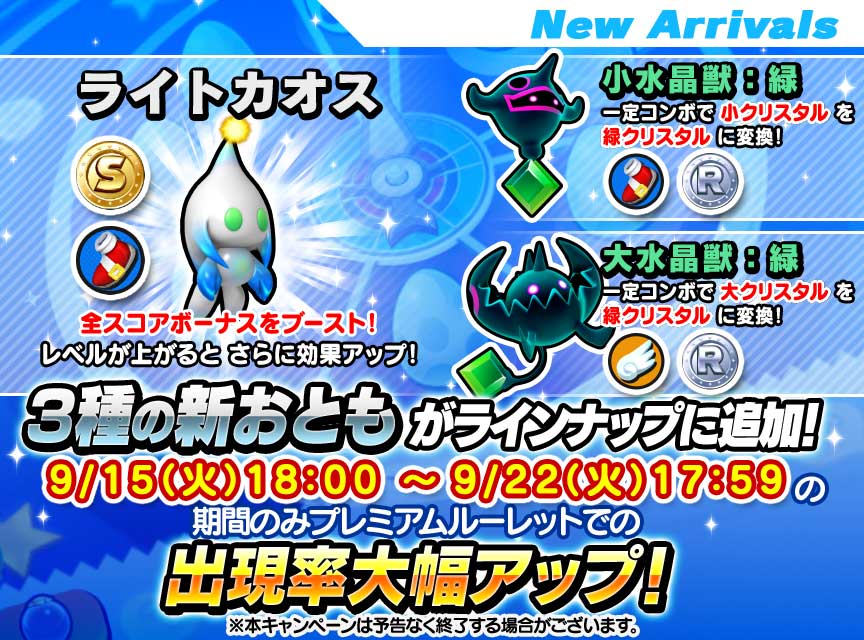 New Arrivals
ライトカオス
S
全スコアボーナスをブースト!
レベルが上がると さらに効果アップ!
小水晶獣:緑
一定コンボで 小クリスタル を
緑クリスタル に変換!
R
大水晶獣:緑
一定コンボで 大クリスタル を
緑クリスタル に変換!
R
3種の新おとも がラインナップに追加!
9/15(火)18:00 ~ 9/22(火)17:59 の
期間のみプレミアムルーレットでの
出現率大幅アップ!
※本キャンペーンは予告なく終了する場合がございます。